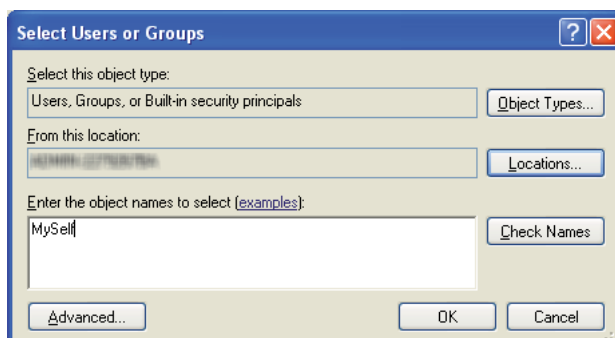 Select Users or Groups
Select this object type:
Users, Groups, or Built-in security principals
Object Types...
From this location:
Locations...
Enter the object names to select (examples):
MySelf
Check Names
Advanced...
OK
Cancel